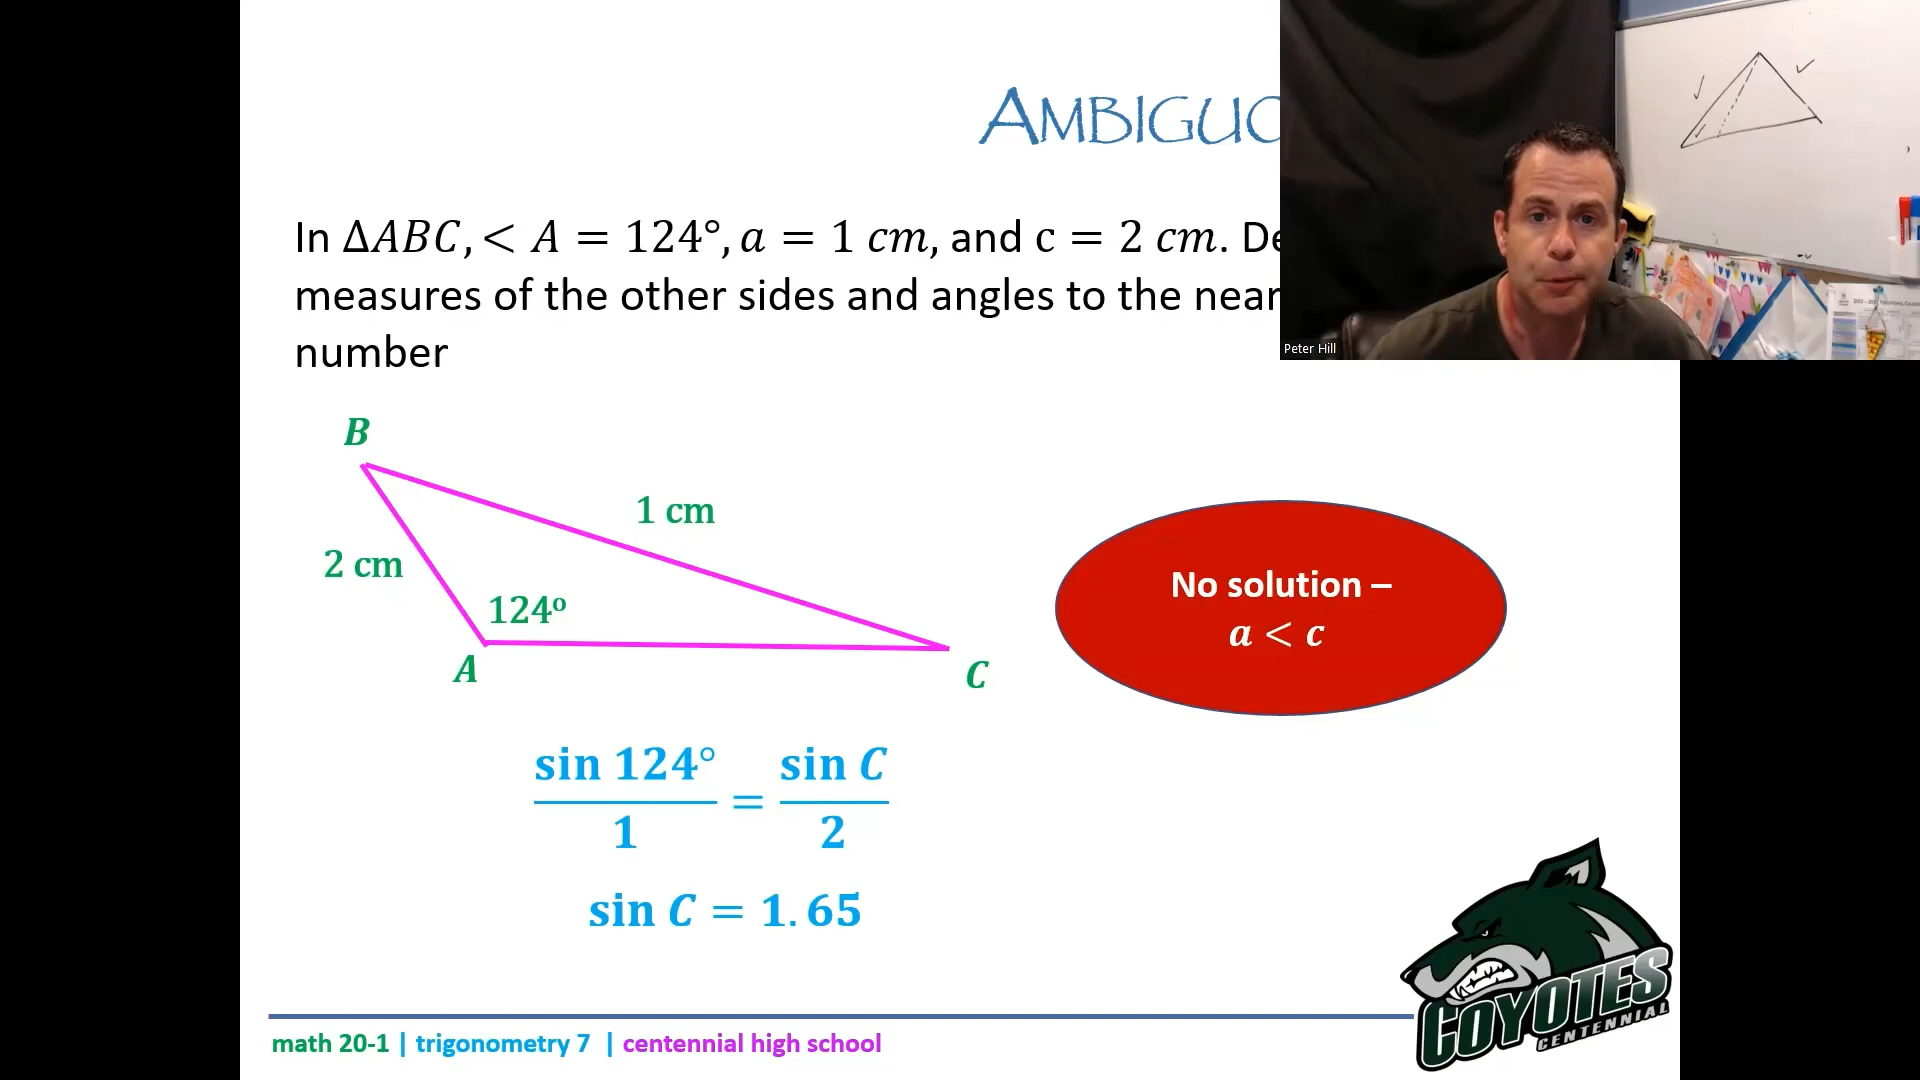 AMBIGUO
In ΔABC, < A = 124°, a = 1 cm, and c = 2 cm. De
measures of the other sides and angles to the near
number
Peter Hill
B
1 cm
2 cm
124º
A
C
No solution –
a < c
sin 124° / 1 = sin C / 2
sin C = 1.65
COYOTES
CENTENNIAL
math 20-1 | trigonometry 7 | centennial high school